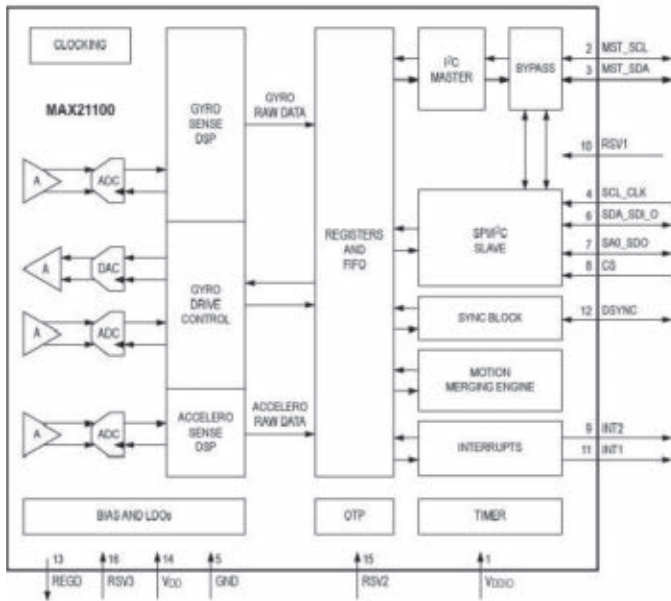 CLOCKING
MAX21100
A
ADC
A
DAC
A
ADC
A
ADC
GYRO
SENSE
DSP
GYRO
DRIVE
CONTROL
ACCELERO
SENSE
DSP
GYRO
RAW DATA
ACCELERO
RAW DATA
REGISTERS
AND
FIFO
I²C
MASTER
BYPASS
SPI/I²C
SLAVE
SYNC BLOCK
MOTION
MERGING ENGINE
INTERRUPTS
BIAS AND LDOs
OTP
TIMER
2 MST_SCL
3 MST_SDA
10 RSV1
4 SCL_CLK
6 SDA_SDI_O
7 SA0_SDO
8 CS
12 DSYNC
9 INT2
11 INT1
13 REGD
16 RSV3
14 VDD
5 GND
15 RSV2
1 VDDIO